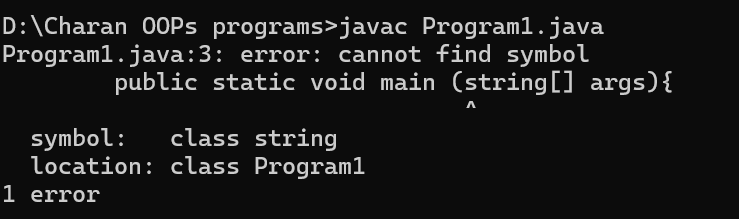 D:\Charan OOPs programs>javac Program1.java
Program1.java:3: error: cannot find symbol
        public static void main (string[] args){
                                 ^
  symbol:   class string
  location: class Program1
1 error